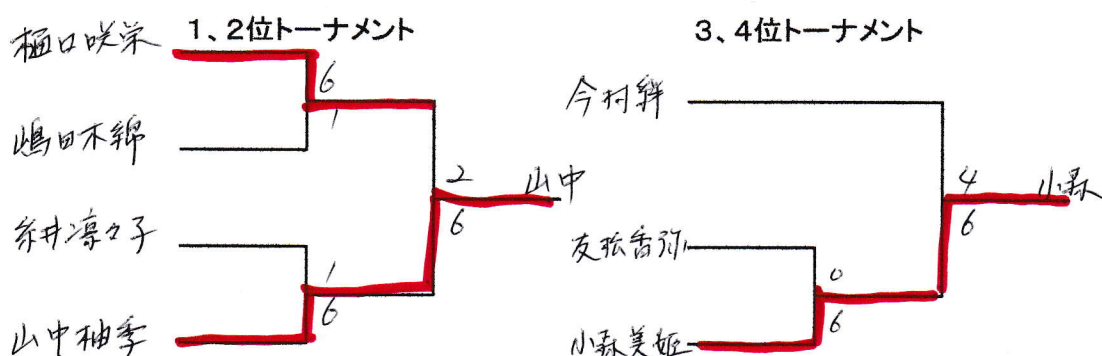 1、2位トーナメント
樋口咲栄
6
1
嶋田木綿
2
山中
6
糸井凛々子
1
6
山中柚季
3、4位トーナメント
今村絆
4
小森
6
友松香弥
0
6
小森美姫